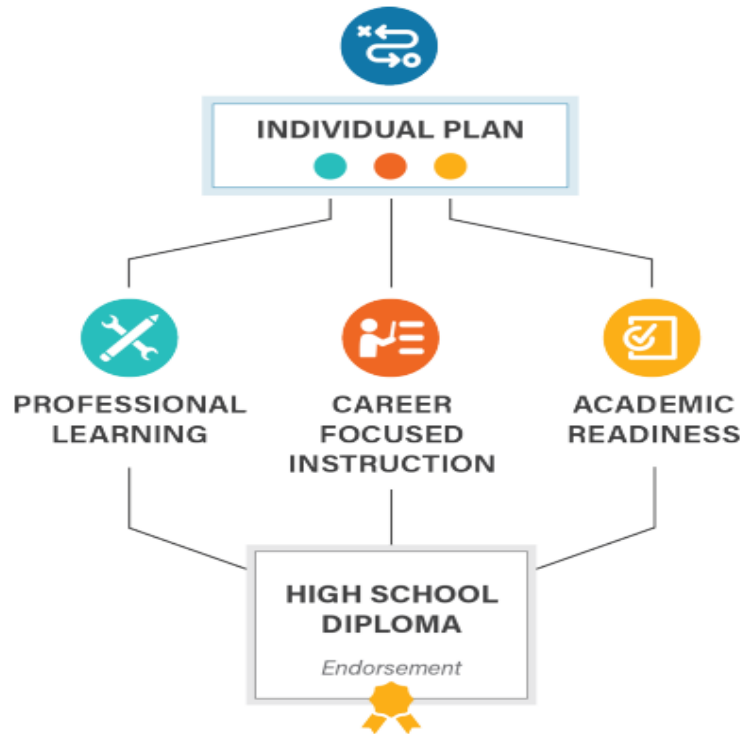 INDIVIDUAL PLAN
PROFESSIONAL
LEARNING
CAREER
FOCUSED
INSTRUCTION
ACADEMIC
READINESS
HIGH SCHOOL
DIPLOMA
Endorsement